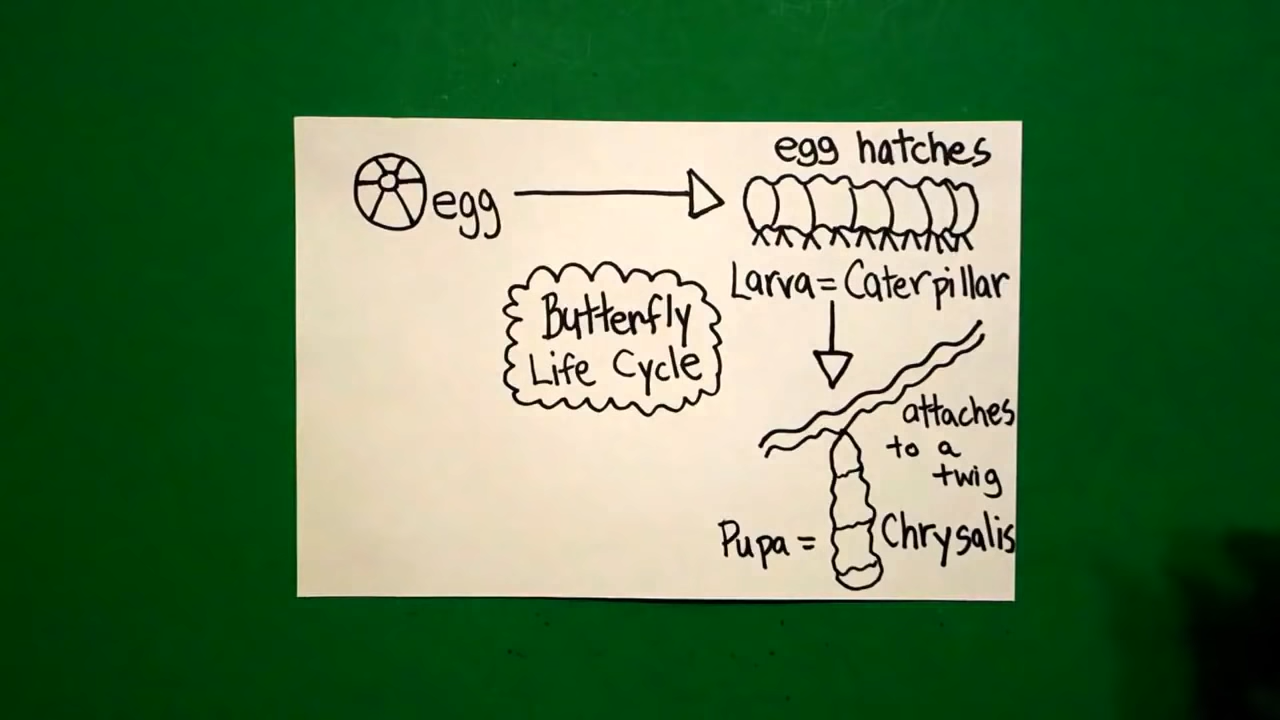 egg
egg hatches
Larva = Caterpillar
Butterfly
Life Cycle
attaches
to a
twig
Pupa = Chrysalis